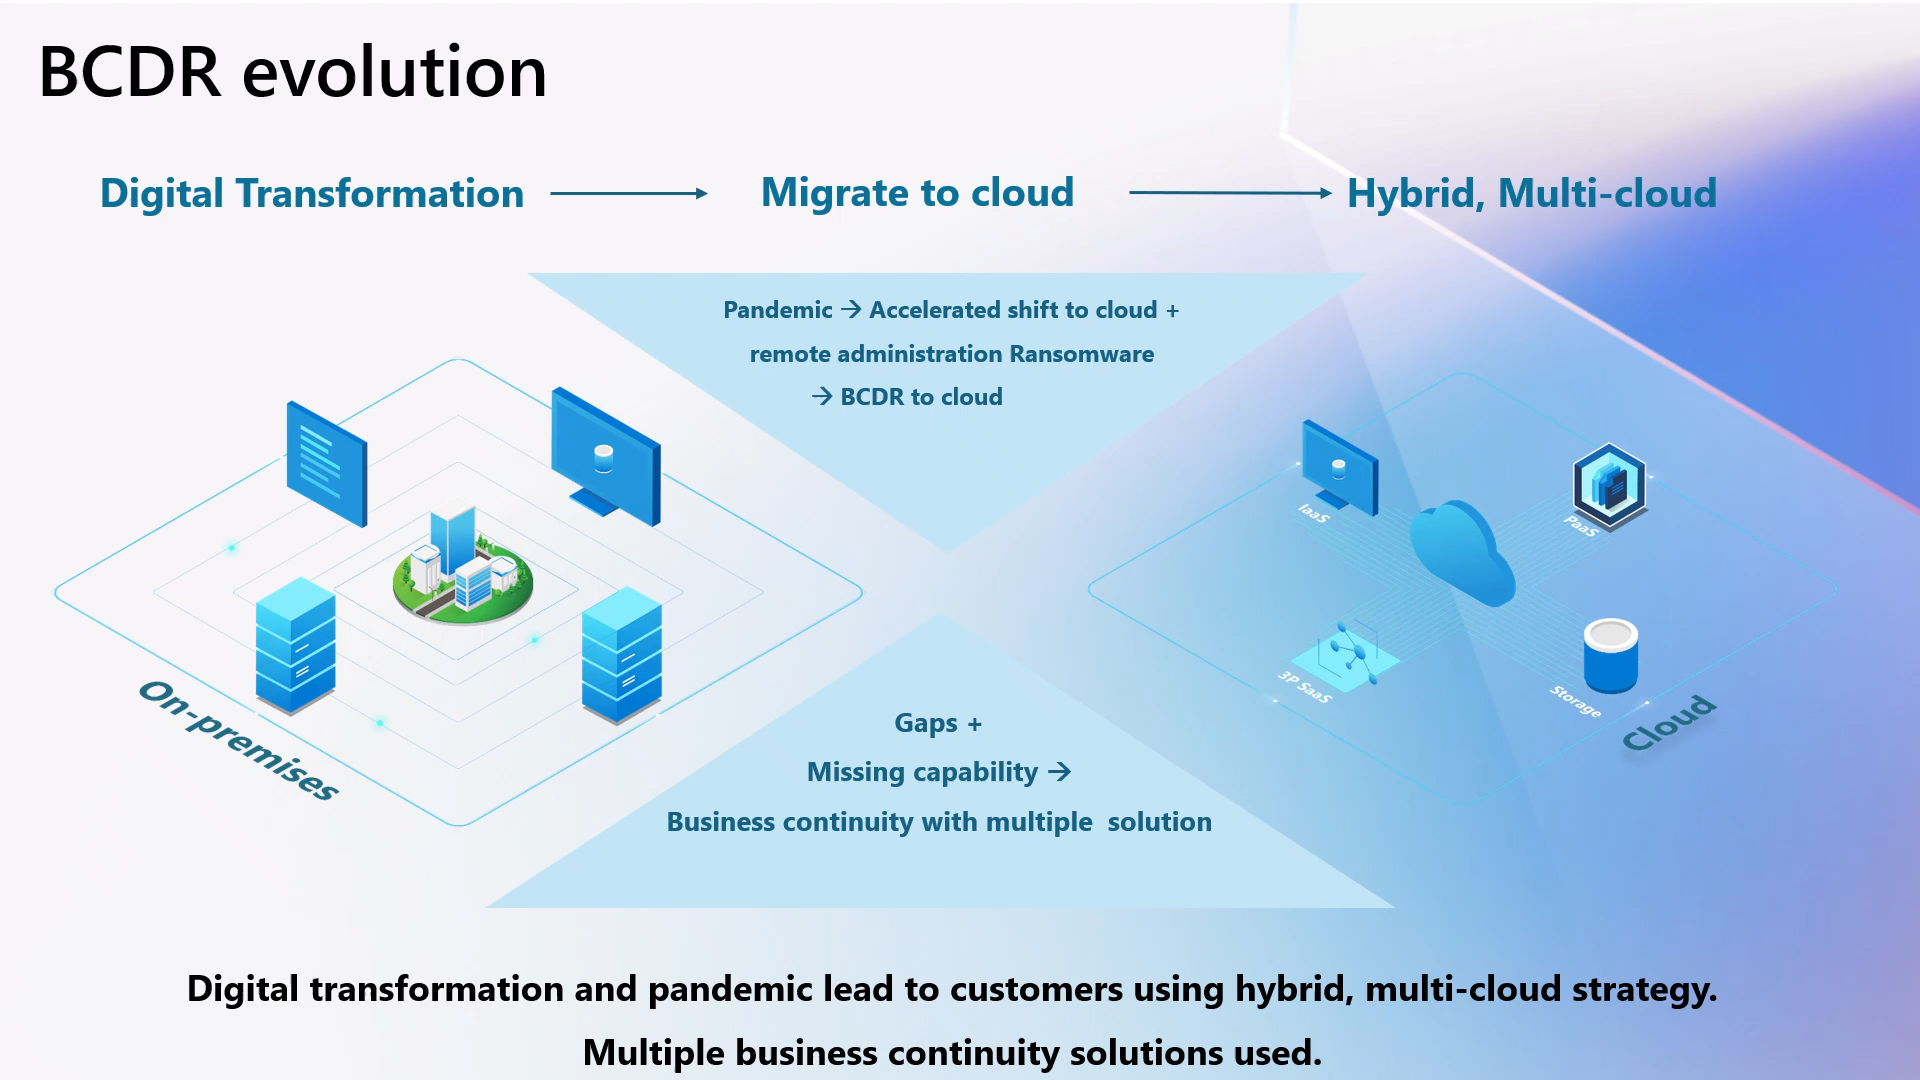 BCDR evolution
Digital Transformation
Migrate to cloud
Hybrid, Multi-cloud
Pandemic → Accelerated shift to cloud +
remote administration Ransomware
→ BCDR to cloud
On-premises
IaaS
PaaS
3P SaaS
Storage
Cloud
Gaps +
Missing capability →
Business continuity with multiple  solution
Digital transformation and pandemic lead to customers using hybrid, multi-cloud strategy.
Multiple business continuity solutions used.